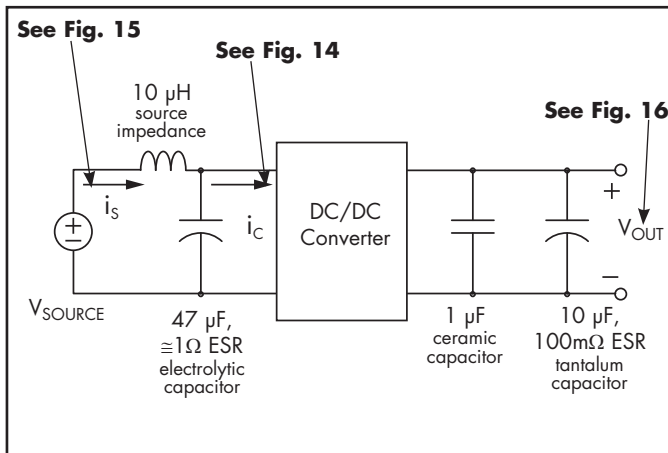 See Fig. 15
See Fig. 14
10 µH
source
impedance
See Fig. 16
iS
iC
DC/DC
Converter
+
VOUT
−
VSOURCE
47 µF,
≅1Ω ESR
electrolytic
capacitor
1 µF
ceramic
capacitor
10 µF,
100mΩ ESR
tantalum
capacitor